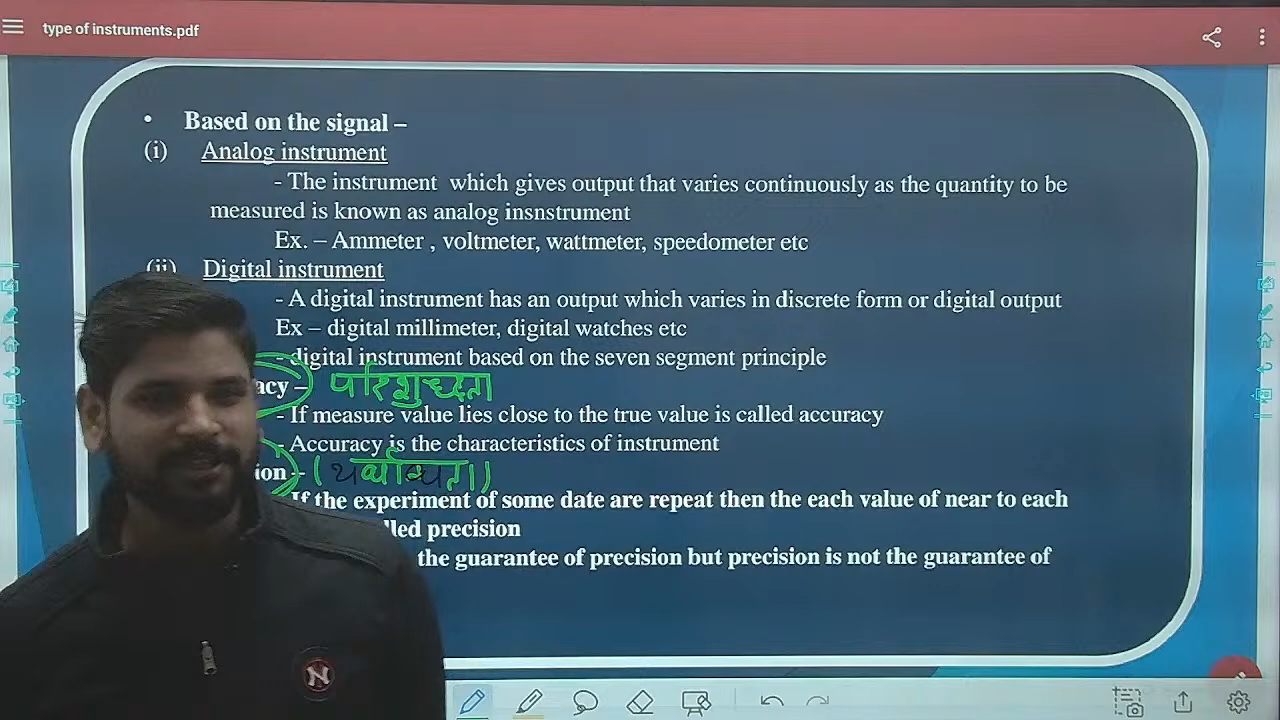 type of instruments.pdf
• Based on the signal –
(i) Analog instrument
- The instrument which gives output that varies continuously as the quantity to be
measured is known as analog insnstrument
Ex. – Ammeter , voltmeter, wattmeter, speedometer etc
(ii) Digital instrument
- A digital instrument has an output which varies in discrete form or digital output
Ex – digital millimeter, digital watches etc
- digital instrument based on the seven segment principle
acy –
- If measure value lies close to the true value is called accuracy
- Accuracy is the characteristics of instrument
ion –
If the experiment of some date are repeat then the each value of near to each
lled precision
the guarantee of precision but precision is not the guarantee of
N